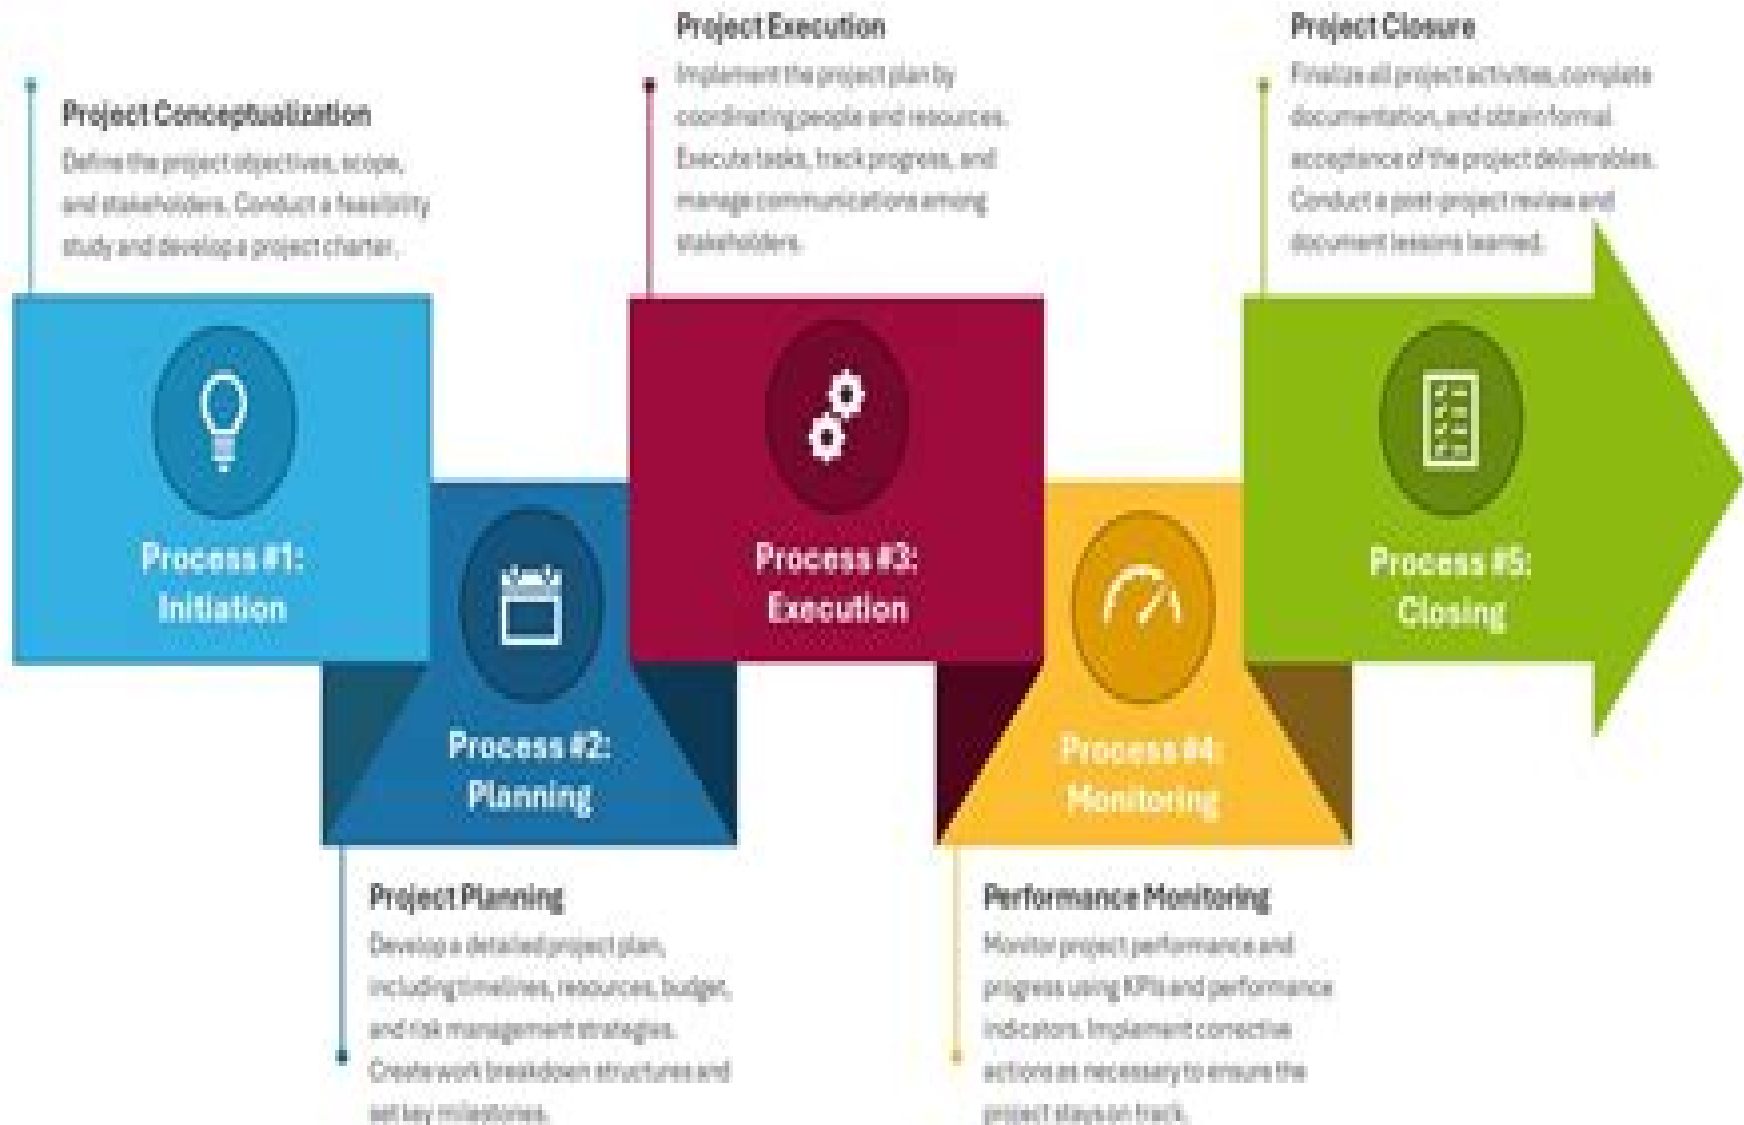 Project Conceptualization
Define the project objectives, scope,
and stakeholders. Conduct a feasibility
study and develop a project charter.
Process #1:
Initiation
Process #2:
Planning
Project Planning
Develop a detailed project plan,
including timelines, resources, budget,
and risk management strategies.
Create work breakdown structures and
set key milestones.
Project Execution
Implement the project plan by
coordinating people and resources.
Execute tasks, track progress, and
manage communications among
stakeholders.
Process #3:
Execution
Process #4:
Monitoring
Performance Monitoring
Monitor project performance and
progress using KPIs and performance
indicators. Implement corrective
actions as necessary to ensure the
project stays on track.
Project Closure
Finalize all project activities, complete
documentation, and obtain formal
acceptance of the project deliverables.
Conduct a post-project review and
document lessons learned.
Process #5:
Closing